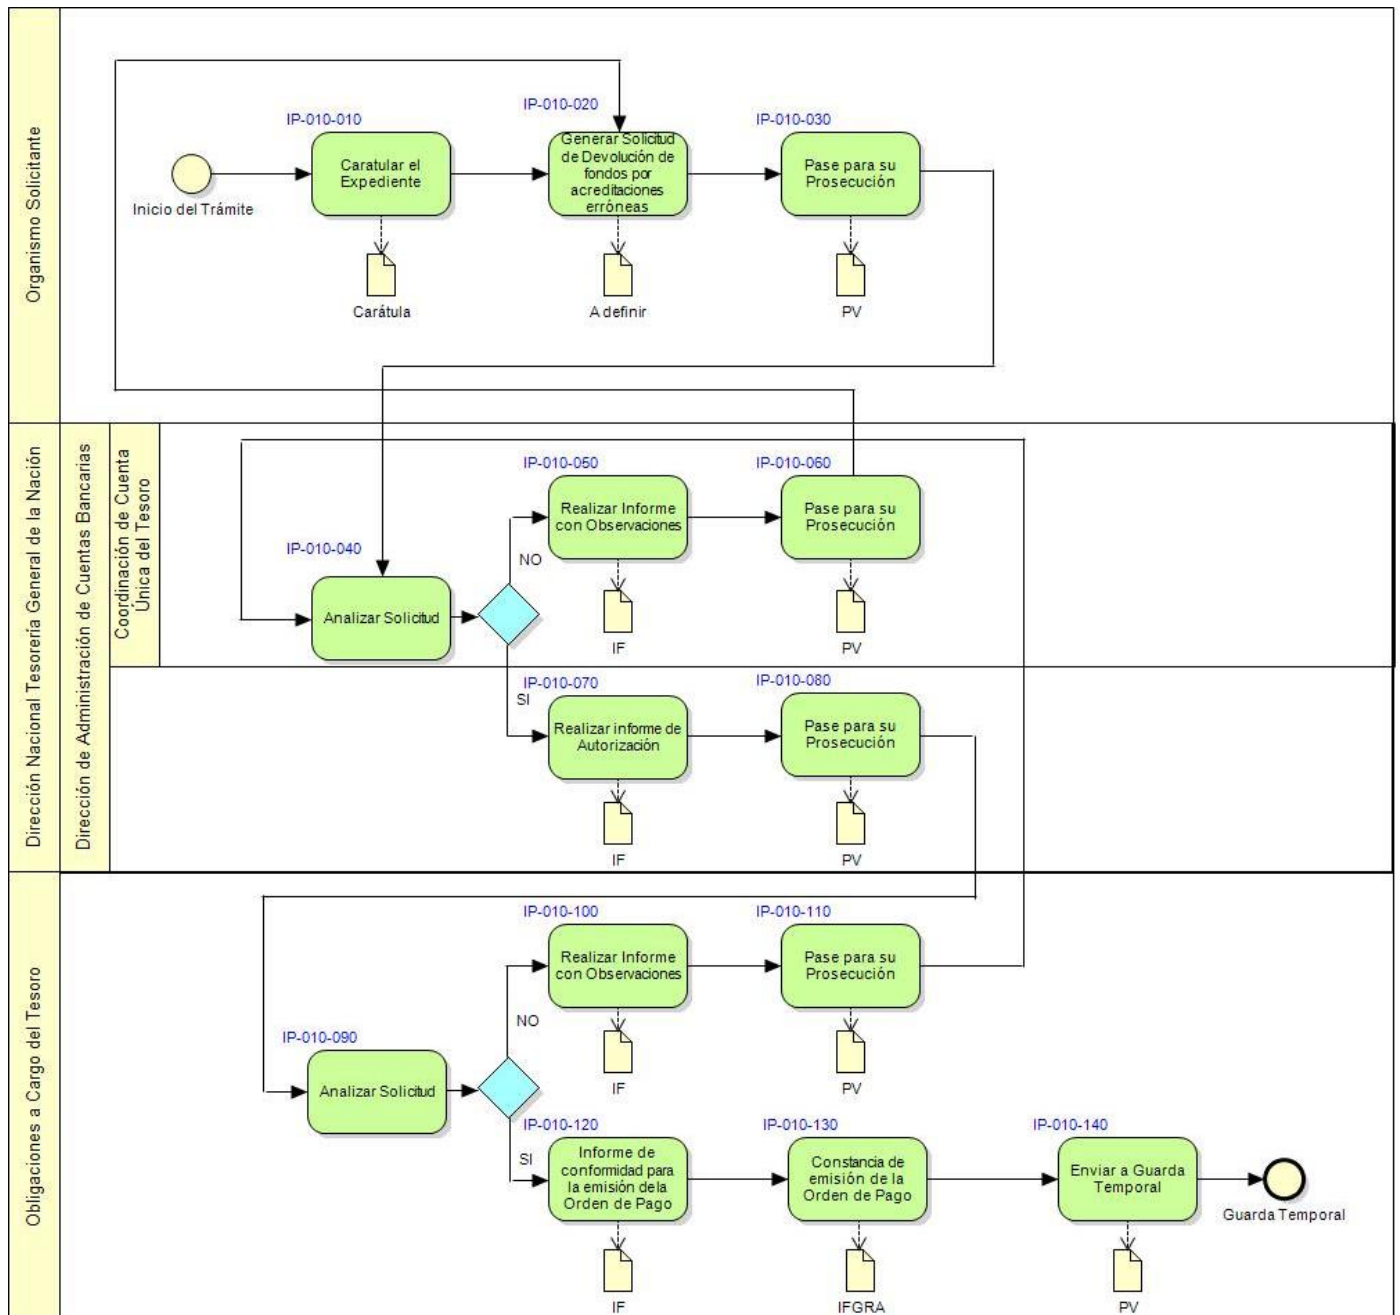 Organismo Solicitante
IP-010-010
Caratular el
Expediente
Inicio del Trámite
Carátula
IP-010-020
Generar Solicitud
de Devolución de
fondos por
acreditaciones
erróneas
A definir
IP-010-030
Pase para su
Prosecución
PV
Dirección Nacional Tesorería General de la Nación
Dirección de Administración de Cuentas Bancarias
Coordinación de Cuenta
Única del Tesoro
IP-010-040
Analizar Solicitud
NO
IP-010-050
Realizar Informe
con Observaciones
IF
IP-010-060
Pase para su
Prosecución
PV
SI
IP-010-070
Realizar informe de
Autorización
IF
IP-010-080
Pase para su
Prosecución
PV
Obligaciones a Cargo del Tesoro
IP-010-090
Analizar Solicitud
NO
IP-010-100
Realizar Informe
con Observaciones
IF
IP-010-110
Pase para su
Prosecución
PV
SI
IP-010-120
Informe de
conformidad para
la emisión dela
Orden de Pago
IF
IP-010-130
Constancia de
emisión de la
Orden de Pago
IFGRA
IP-010-140
Enviar a Guarda
Temporal
PV
Guarda Temporal